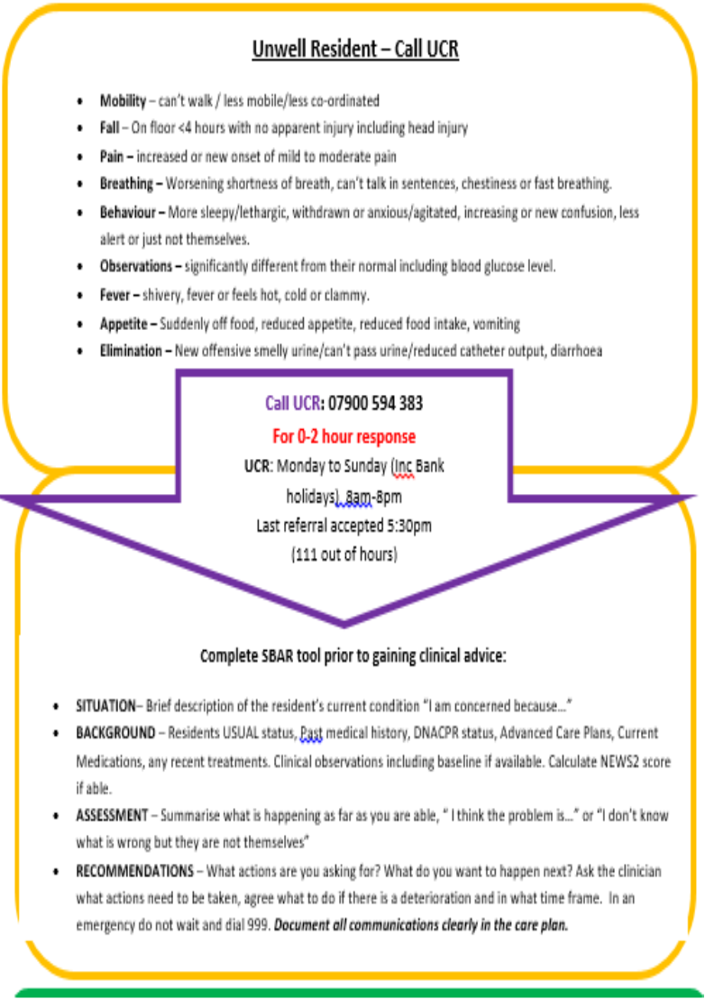 Unwell Resident – Call UCR
• Mobility – can't walk / less mobile/less co-ordinated
• Fall – On floor <4 hours with no apparent injury including head injury
• Pain – increased or new onset of mild to moderate pain
• Breathing – Worsening shortness of breath, can't talk in sentences, chestiness or fast breathing.
• Behaviour – More sleepy/lethargic, withdrawn or anxious/agitated, increasing or new confusion, less
alert or just not themselves.
• Observations – significantly different from their normal including blood glucose level.
• Fever – shivery, fever or feels hot, cold or clammy.
• Appetite – Suddenly off food, reduced appetite, reduced food intake, vomiting
• Elimination – New offensive smelly urine/can't pass urine/reduced catheter output, diarrhoea
Call UCR: 07900 594 383
For 0-2 hour response
UCR: Monday to Sunday (Inc Bank
holidays), 8am-8pm
Last referral accepted 5:30pm
(111 out of hours)
Complete SBAR tool prior to gaining clinical advice:
• SITUATION– Brief description of the resident's current condition "I am concerned because..."
• BACKGROUND – Residents USUAL status, Past medical history, DNACPR status, Advanced Care Plans, Current
Medications, any recent treatments. Clinical observations including baseline if available. Calculate NEWS2 score
if able.
• ASSESSMENT – Summarise what is happening as far as you are able, " I think the problem is..." or "I don't know
what is wrong but they are not themselves"
• RECOMMENDATIONS – What actions are you asking for? What do you want to happen next? Ask the clinician
what actions need to be taken, agree what to do if there is a deterioration and in what time frame.  In an
emergency do not wait and dial 999. Document all communications clearly in the care plan.